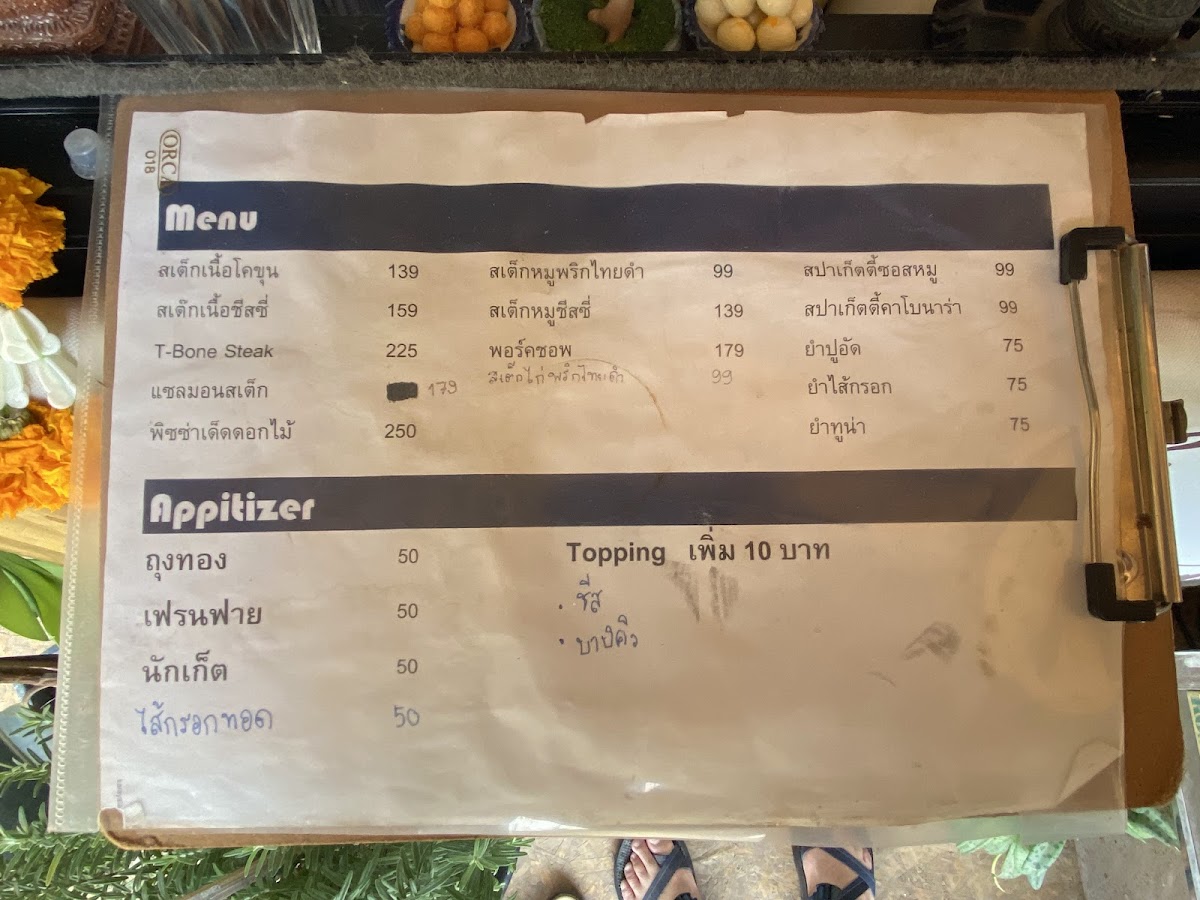 ORCA
018
Menu
สเต็กเนื้อโคขุน 139
สเต๊กเนื้อชีสซี่ 159
T-Bone Steak 225
แซลมอนสเต็ก 179
พิซซ่าเด็ดดอกไม้ 250
สเต็กหมูพริกไทยดำ 99
สเต็กหมูชีสซี่ 139
พอร์คชอพ 179
สเต็กไก่พริกไทยดำ 99
สปาเก็ตตี้ซอสหมู 99
สปาเก็ตตี้คาโบนาร่า 99
ยำปูอัด 75
ยำไส้กรอก 75
ยำทูน่า 75
Appitizer
ถุงทอง 50
เฟรนฟาย 50
นักเก็ต 50
ไส้กรอกทอด 50
Topping เพิ่ม 10 บาท
· ชีส
· บาบีคิว